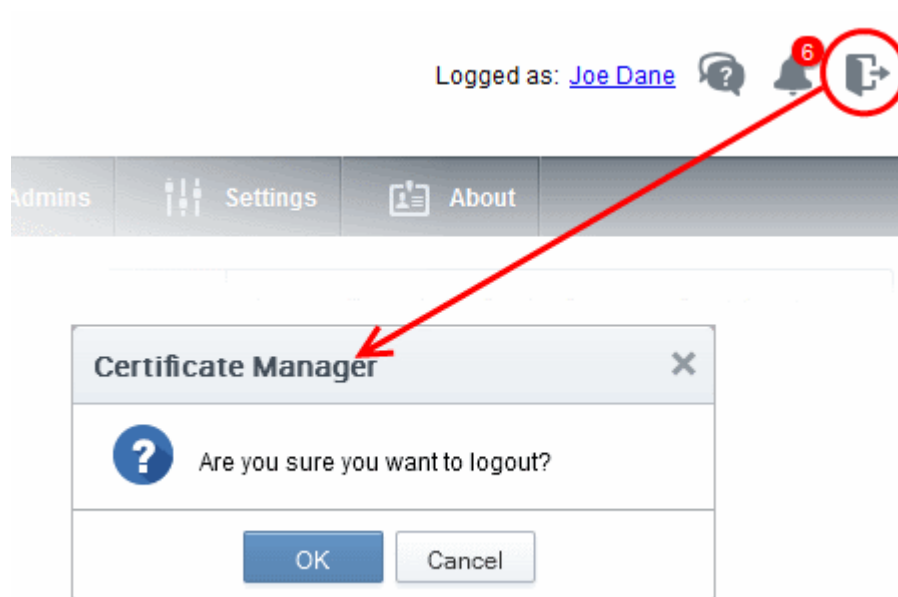 6
Logged as: Joe Dane
Admins Settings About
Certificate Manager
Are you sure you want to logout?
OK Cancel